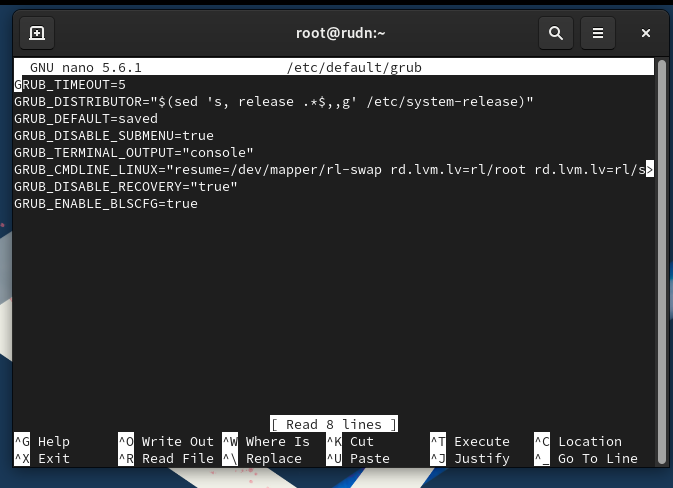 root@rudn:~
GNU nano 5.6.1 /etc/default/grub
GRUB_TIMEOUT=5
GRUB_DISTRIBUTOR="$(sed 's, release .*$,,g' /etc/system-release)"
GRUB_DEFAULT=saved
GRUB_DISABLE_SUBMENU=true
GRUB_TERMINAL_OUTPUT="console"
GRUB_CMDLINE_LINUX="resume=/dev/mapper/rl-swap rd.lvm.lv=rl/root rd.lvm.lv=rl/s>
GRUB_DISABLE_RECOVERY="true"
GRUB_ENABLE_BLSCFG=true
[ Read 8 lines ]
^G Help ^O Write Out ^W Where Is ^K Cut ^T Execute ^C Location
^X Exit ^R Read File ^\ Replace ^U Paste ^J Justify ^_ Go To Line